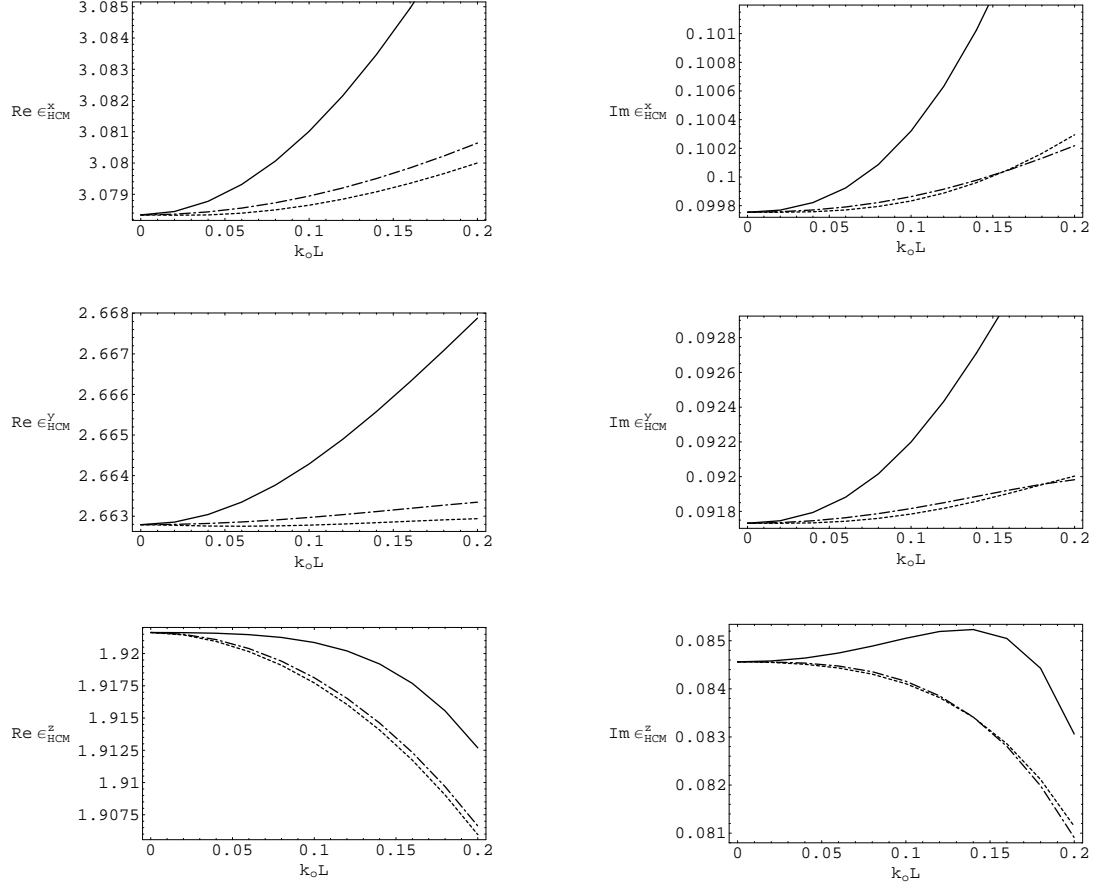 3.085
3.084
3.083
3.082
3.081
3.08
3.079
Re ϵ^x_HCM
0 0.05 0.1 0.15 0.2
k₀L
0.101
0.1008
0.1006
0.1004
0.1002
0.1
0.0998
Im ϵ^x_HCM
0 0.05 0.1 0.15 0.2
k₀L
2.668
2.667
2.666
2.665
2.664
2.663
Re ϵ^y_HCM
0 0.05 0.1 0.15 0.2
k₀L
0.0928
0.0926
0.0924
0.0922
0.092
0.0918
Im ϵ^y_HCM
0 0.05 0.1 0.15 0.2
k₀L
1.92
1.9175
1.915
1.9125
1.91
1.9075
Re ϵ^z_HCM
0 0.05 0.1 0.15 0.2
k₀L
0.085
0.084
0.083
0.082
0.081
Im ϵ^z_HCM
0 0.05 0.1 0.15 0.2
k₀L